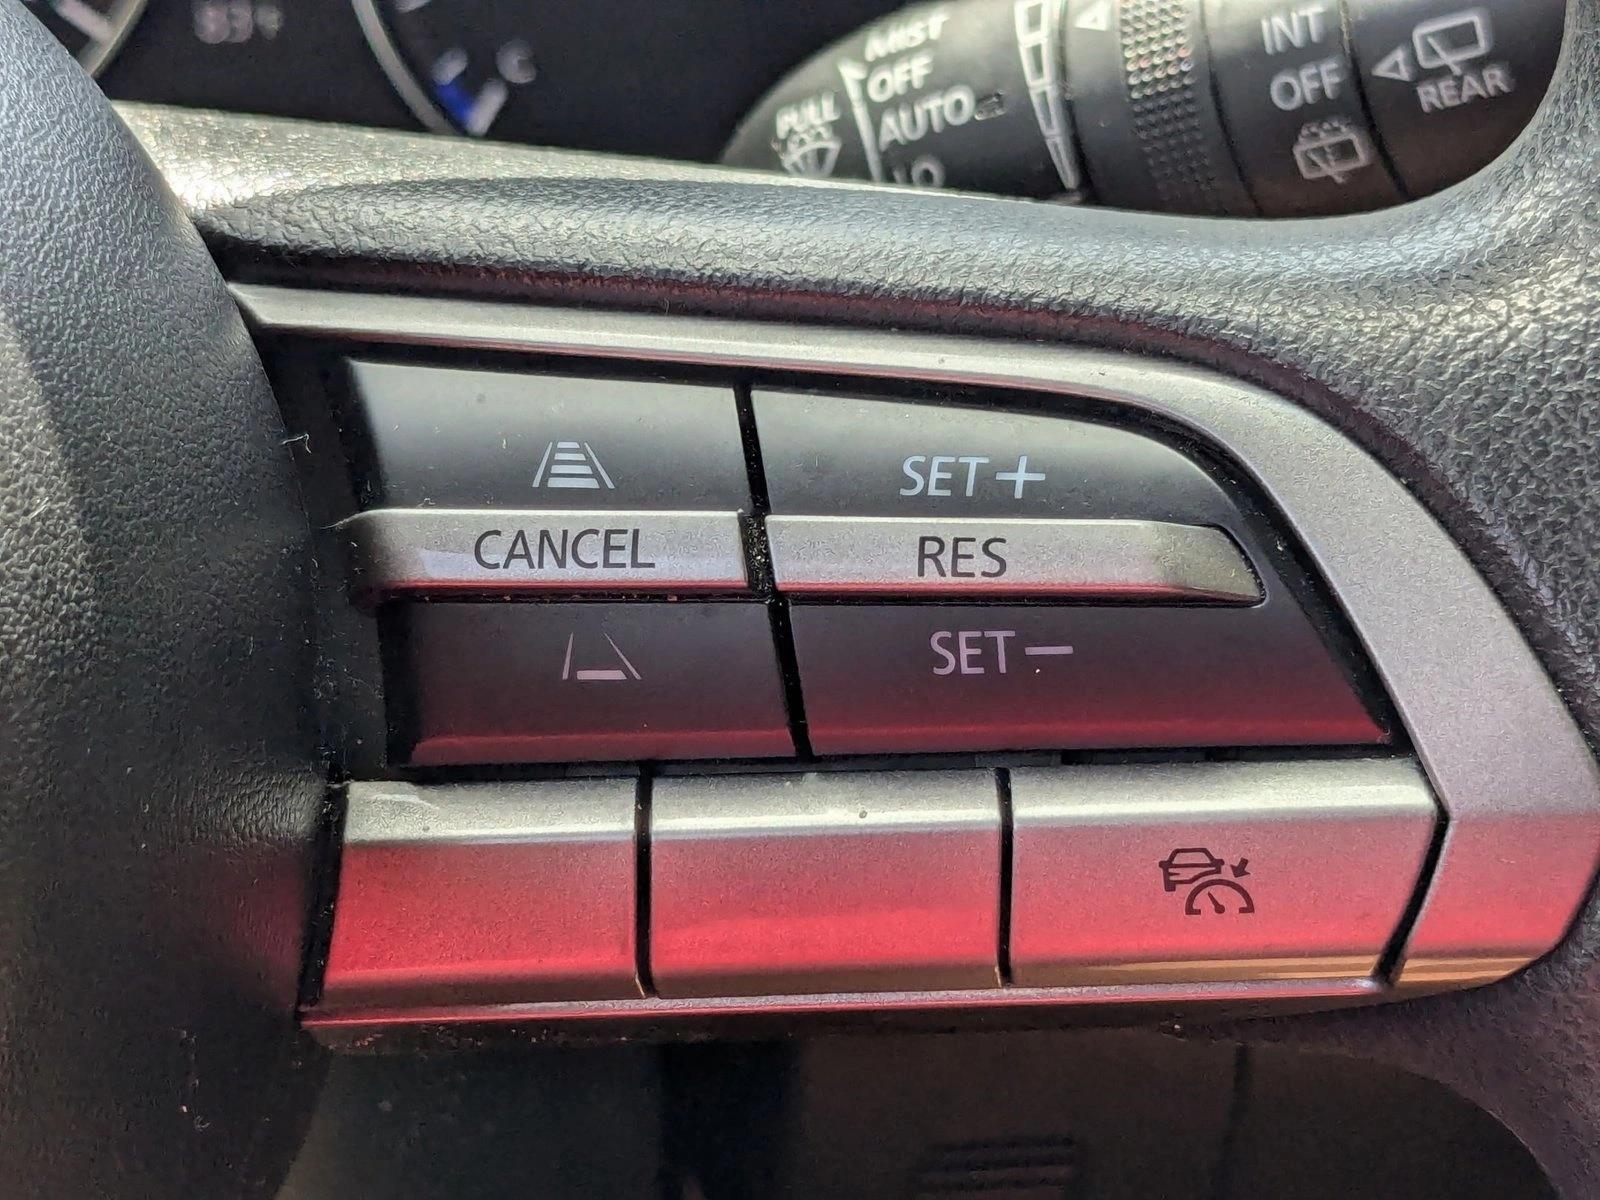 MIST
OFF
AUTO
PULL
INT
OFF
REAR
SET+
CANCEL
RES
SET−